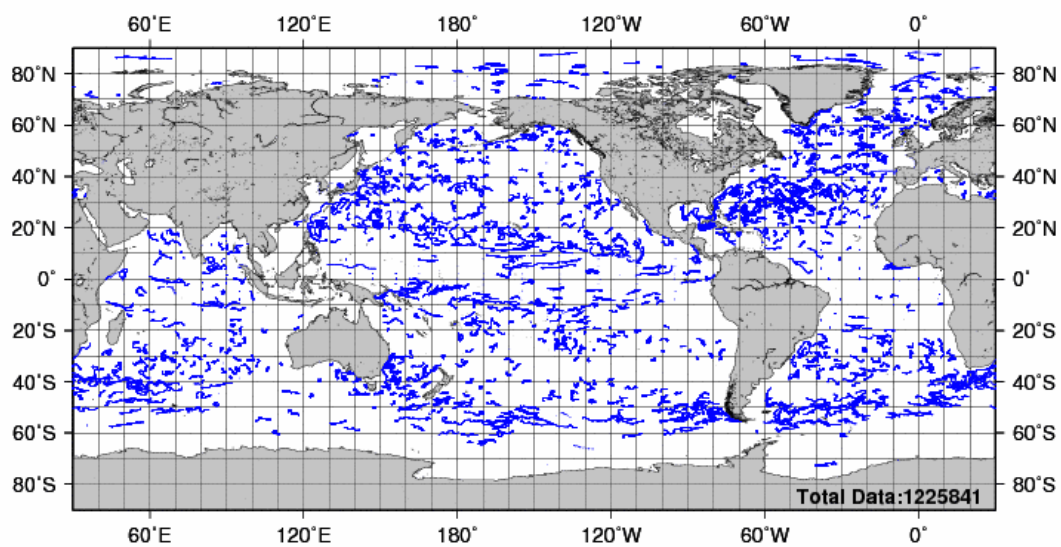 60˚E 120˚E 180˚ 120˚W 60˚W 0˚
80˚N 80˚N
60˚N 60˚N
40˚N 40˚N
20˚N 20˚N
0˚ 0˚
20˚S 20˚S
40˚S 40˚S
60˚S 60˚S
80˚S 80˚S
Total Data:1225841
60˚E 120˚E 180˚ 120˚W 60˚W 0˚